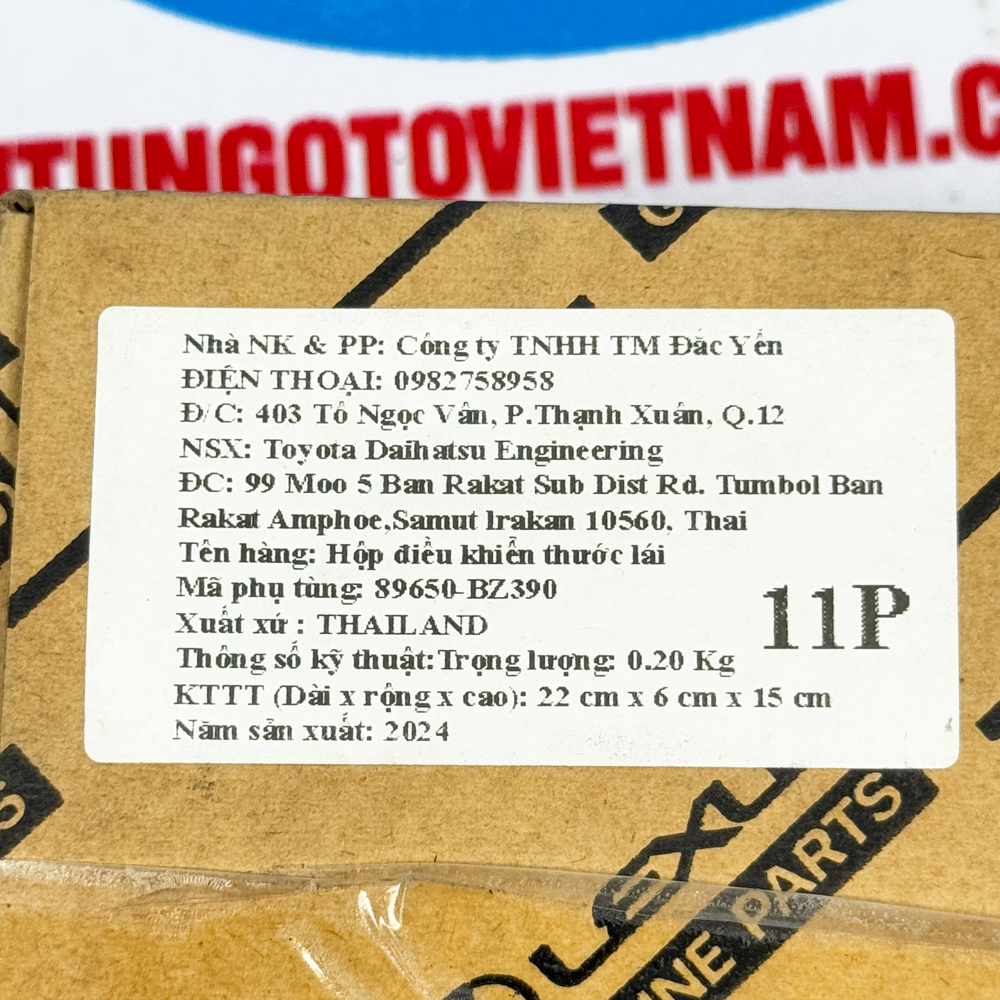 TUNGOTOVIETNAM.C
Nhà NK & PP: Công ty TNHH TM Đắc Yến
ĐIỆN THOẠI: 0982758958
Đ/C: 403 Tô Ngọc Vân, P.Thạnh Xuân, Q.12
NSX: Toyota Daihatsu Engineering
ĐC: 99 Moo 5 Ban Rakat Sub Dist Rd. Tumbol Ban
Rakat Amphoe,Samut lrakan 10560, Thai
Tên hàng: Hộp điều khiển thước lái
Mã phụ tùng: 89650-BZ390
11P
Xuất xứ : THAILAND
Thông số kỹ thuật:Trọng lượng: 0.20 Kg
KTTT (Dài x rộng x cao): 22 cm x 6 cm x 15 cm
Năm sản xuất: 2024
LEXU
INE PARTS